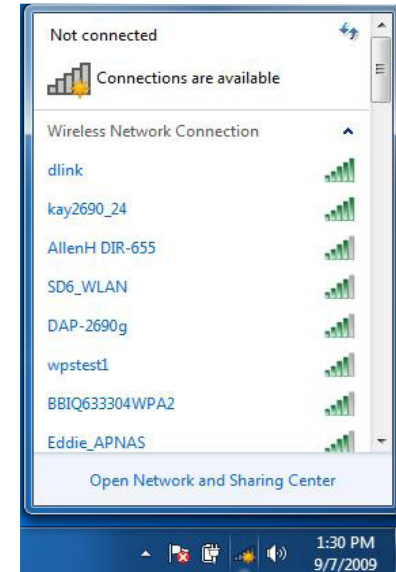 Not connected
Connections are available
Wireless Network Connection
dlink
kay2690_24
AllenH DIR-655
SD6_WLAN
DAP-2690g
wpstest1
BBIQ633304WPA2
Eddie_APNAS
Open Network and Sharing Center
1:30 PM
9/7/2009